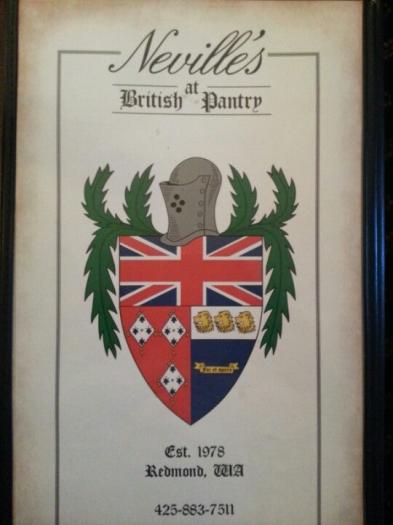 Neville's
at
British Pantry
Est. 1978
Redmond, WA
425-883-7511